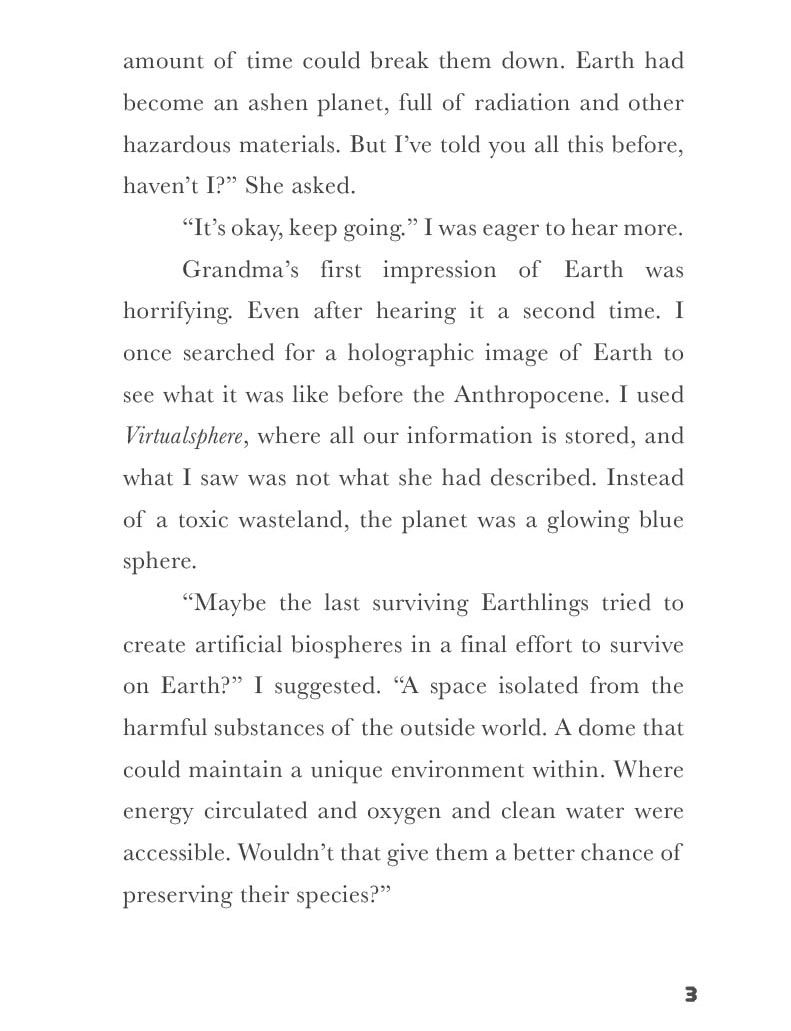 amount of time could break them down. Earth had
become an ashen planet, full of radiation and other
hazardous materials. But I’ve told you all this before,
haven’t I?” She asked.
“It’s okay, keep going.” I was eager to hear more.
Grandma’s first impression of Earth was
horrifying. Even after hearing it a second time. I
once searched for a holographic image of Earth to
see what it was like before the Anthropocene. I used
Virtualsphere, where all our information is stored, and
what I saw was not what she had described. Instead
of a toxic wasteland, the planet was a glowing blue
sphere.
“Maybe the last surviving Earthlings tried to
create artificial biospheres in a final effort to survive
on Earth?” I suggested. “A space isolated from the
harmful substances of the outside world. A dome that
could maintain a unique environment within. Where
energy circulated and oxygen and clean water were
accessible. Wouldn’t that give them a better chance of
preserving their species?”
3